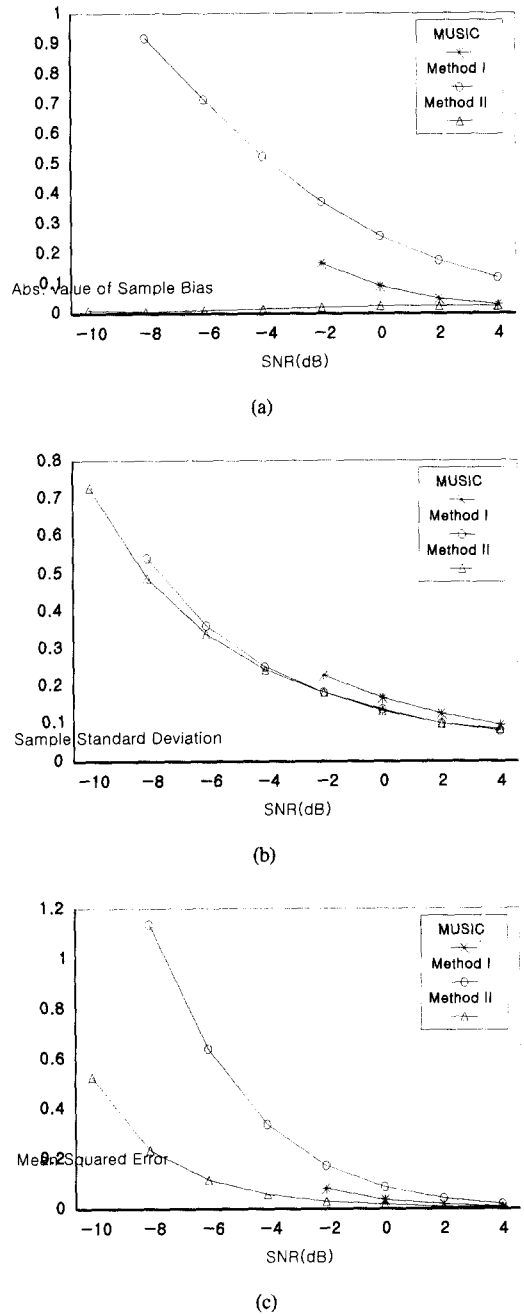 1
0.9
0.8
0.7
0.6
0.5
0.4
0.3
0.2
0.1
0
Abs. Value of Sample Bias
MUSIC
Method I
Method II
-10 -8 -6 -4 -2 0 2 4
SNR(dB)
(a)
0.8
0.7
0.6
0.5
0.4
0.3
0.2
0.1
0
Sample Standard Deviation
MUSIC
Method I
Method II
-10 -8 -6 -4 -2 0 2 4
SNR(dB)
(b)
1.2
1
0.8
0.6
0.4
0.2
0
Mean Squared Error
MUSIC
Method I
Method II
-10 -8 -6 -4 -2 0 2 4
SNR(dB)
(c)